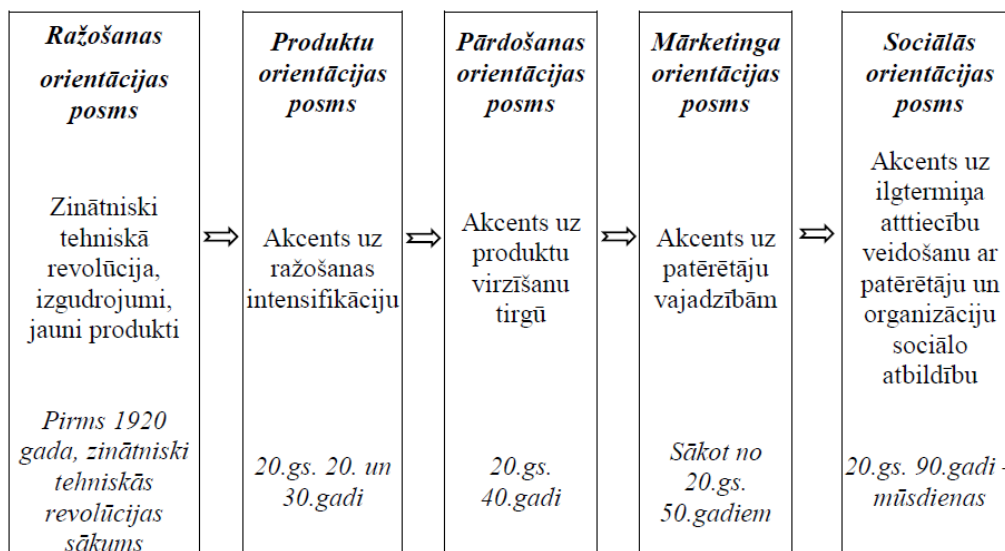 Ražošanas
orientācijas
posms
Zinātniski
tehniskā
revolūcija,
izgudrojumi,
jauni produkti
Pirms 1920
gada, zinātniski
tehniskās
revolūcijas
sākums
Produktu
orientācijas
posms
Akcents uz
ražošanas
intensifikāciju
20.gs. 20. un
30.gadi
Pārdošanas
orientācijas
posms
Akcents uz
produktu
virzīšanu
tirgū
20.gs.
40.gadi
Mārketinga
orientācijas
posms
Akcents uz
patērētāju
vajadzībām
Sākot no
20.gs.
50.gadiem
Sociālās
orientācijas
posms
Akcents uz
ilgtermiņa
atttiecību
veidošanu ar
patērētāju un
organizāciju
sociālo
atbildību
20.gs. 90.gadi -
mūsdienas